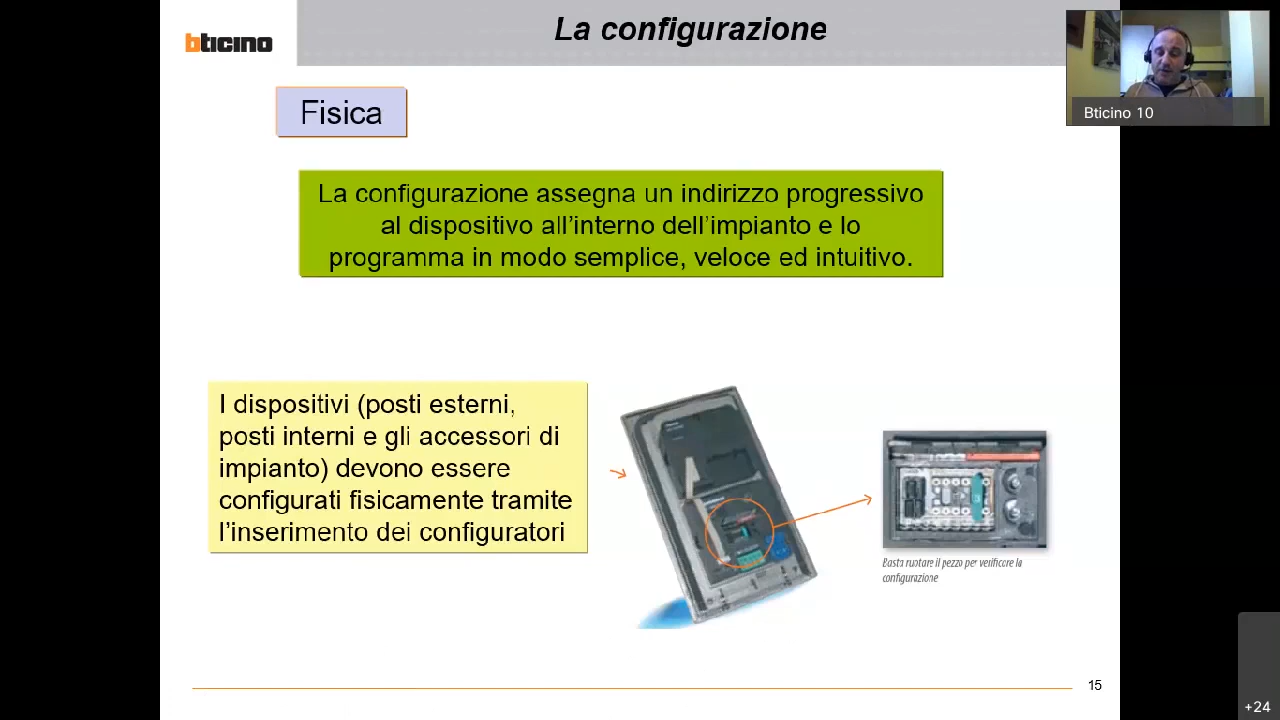 bticino
La configurazione
Bticino 10
Fisica
La configurazione assegna un indirizzo progressivo
al dispositivo all'interno dell'impianto e lo
programma in modo semplice, veloce ed intuitivo.
I dispositivi (posti esterni,
posti interni e gli accessori di
impianto) devono essere
configurati fisicamente tramite
l'inserimento dei configuratori
Basta ruotare il pezzo per verificare la
configurazione
15
+24